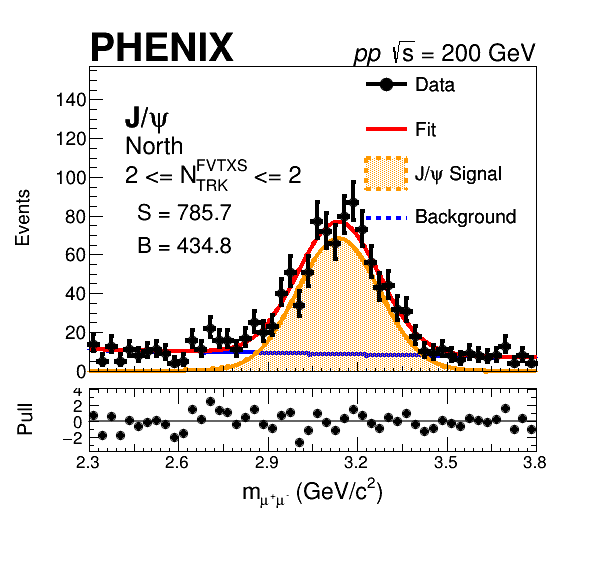 PHENIX
pp √s = 200 GeV
Data
Fit
J/ψ Signal
Background
J/ψ
North
2 <= N_TRK^FVTXS <= 2
S = 785.7
B = 434.8
Events
140
120
100
80
60
40
20
0
Pull
4
2
0
−2
2.3 2.6 2.9 3.2 3.5 3.8
m_μ⁺μ⁻ (GeV/c²)